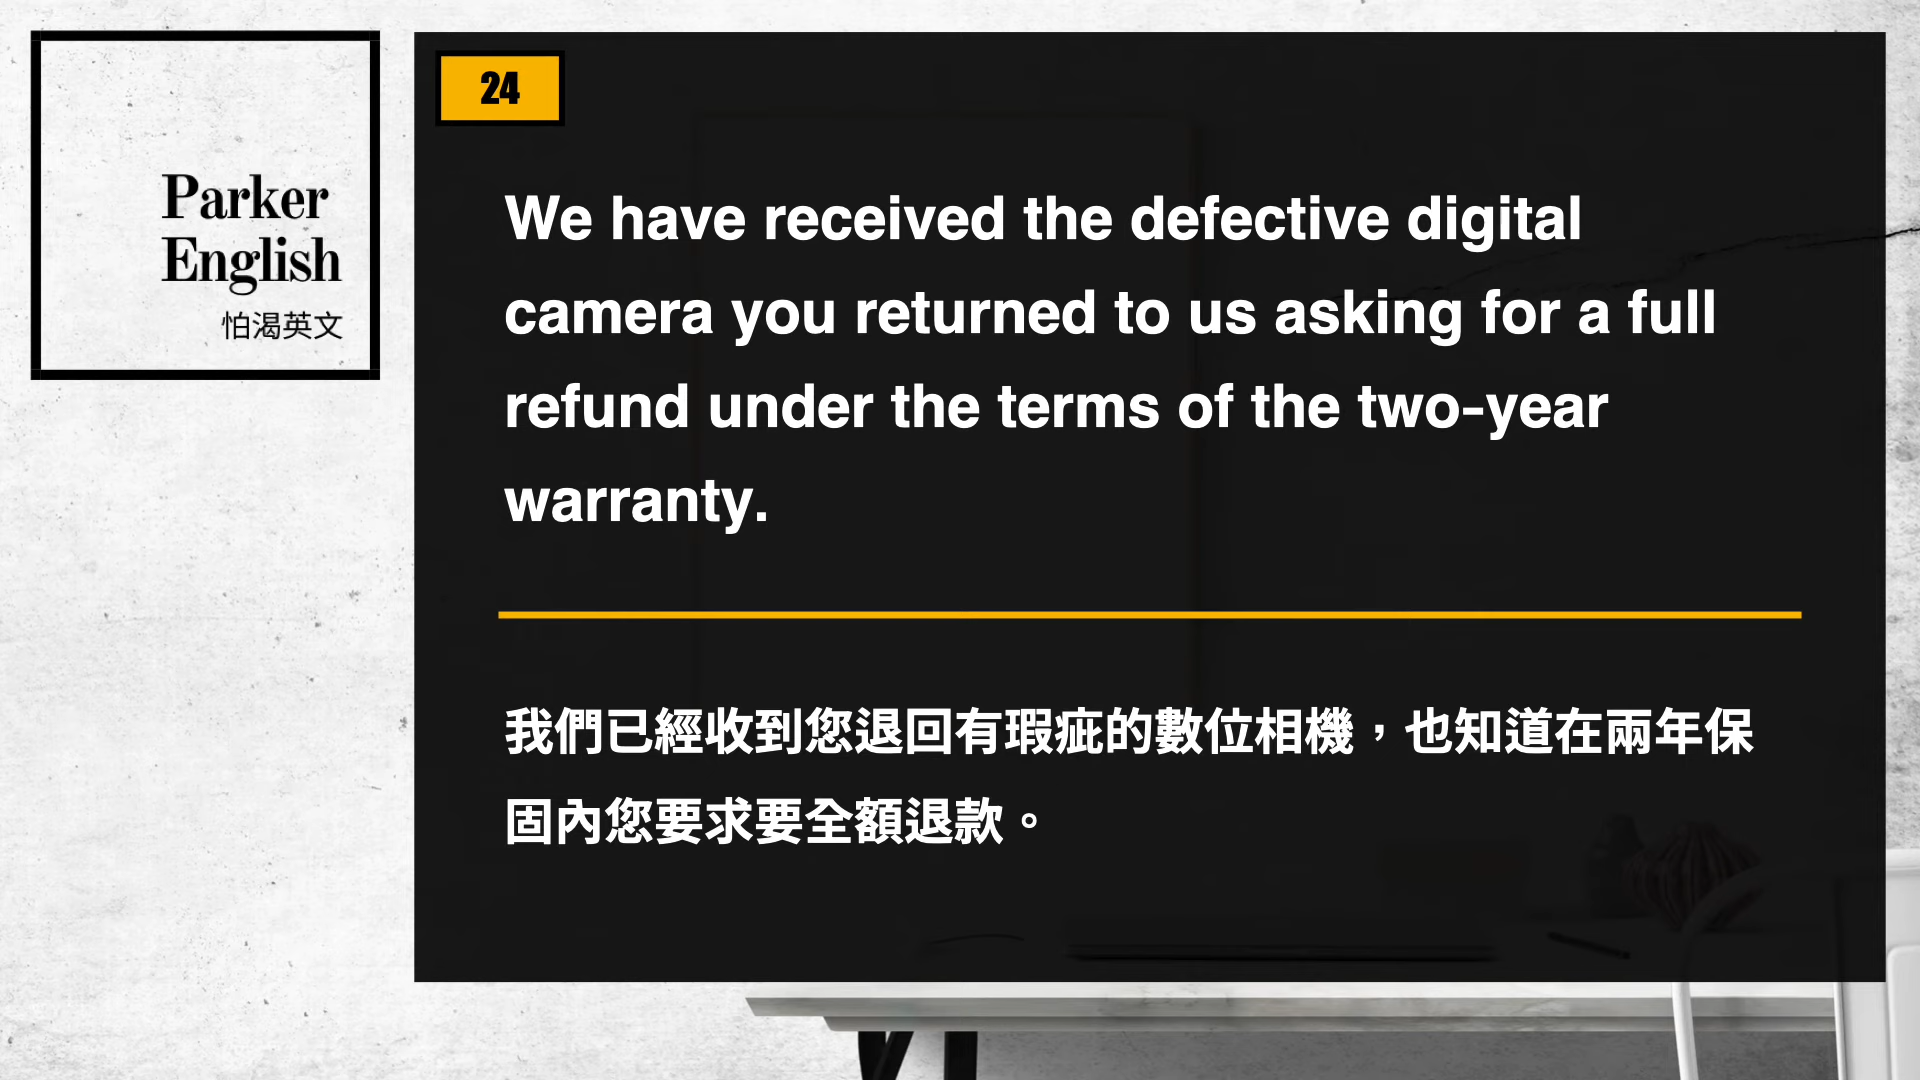 Parker
English
怕渴英文
24
We have received the defective digital
camera you returned to us asking for a full
refund under the terms of the two-year
warranty.
我們已經收到您退回有瑕疵的數位相機，也知道在兩年保
固內您要求要全額退款。